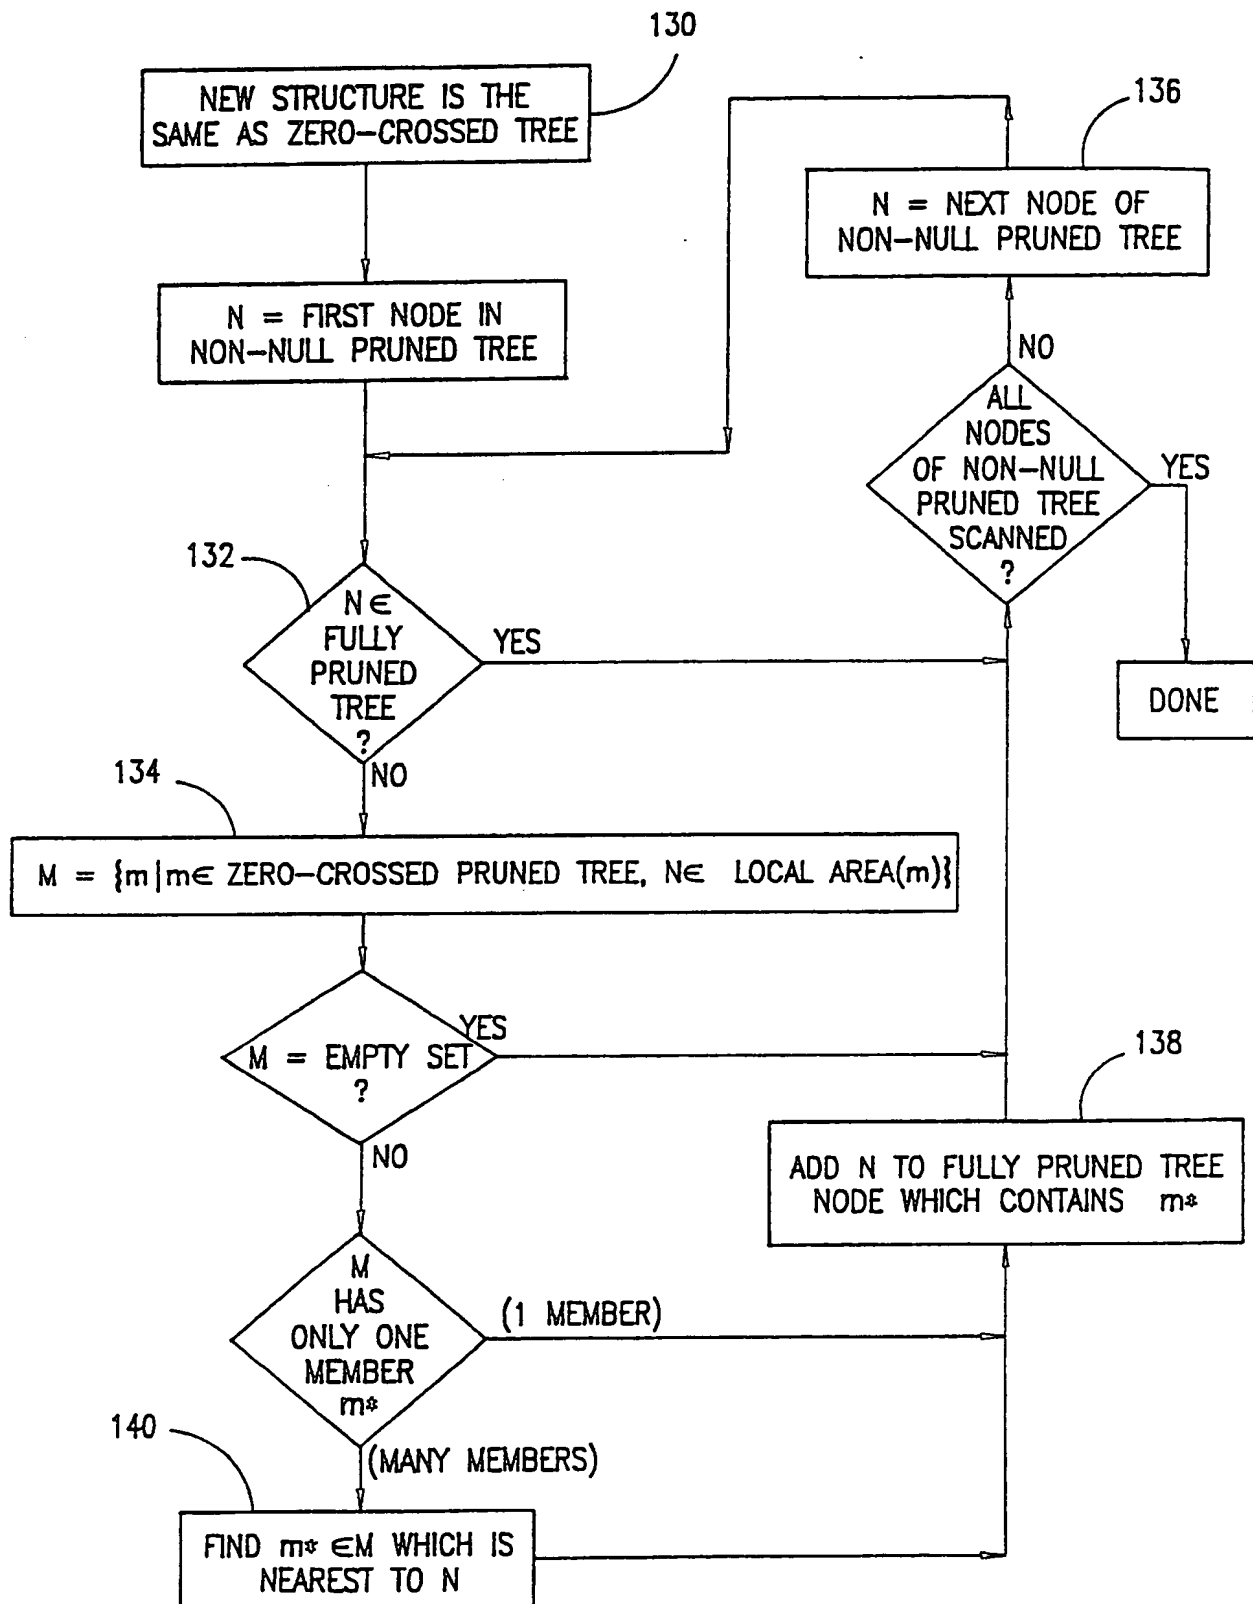 130
NEW STRUCTURE IS THE
SAME AS ZERO-CROSSED TREE
136
N = NEXT NODE OF
NON-NULL PRUNED TREE
N = FIRST NODE IN
NON-NULL PRUNED TREE
NO
ALL
NODES
OF NON-NULL
PRUNED TREE
SCANNED
?
YES
DONE
132
N∈
FULLY
PRUNED
TREE
?
YES
NO
134
M = {m|m∈ ZERO-CROSSED PRUNED TREE, N∈ LOCAL AREA(m)}
M = EMPTY SET
?
YES
NO
138
ADD N TO FULLY PRUNED TREE
NODE WHICH CONTAINS m*
M
HAS
ONLY ONE
MEMBER
m*
(1 MEMBER)
(MANY MEMBERS)
140
FIND m* ∈M WHICH IS
NEAREST TO N